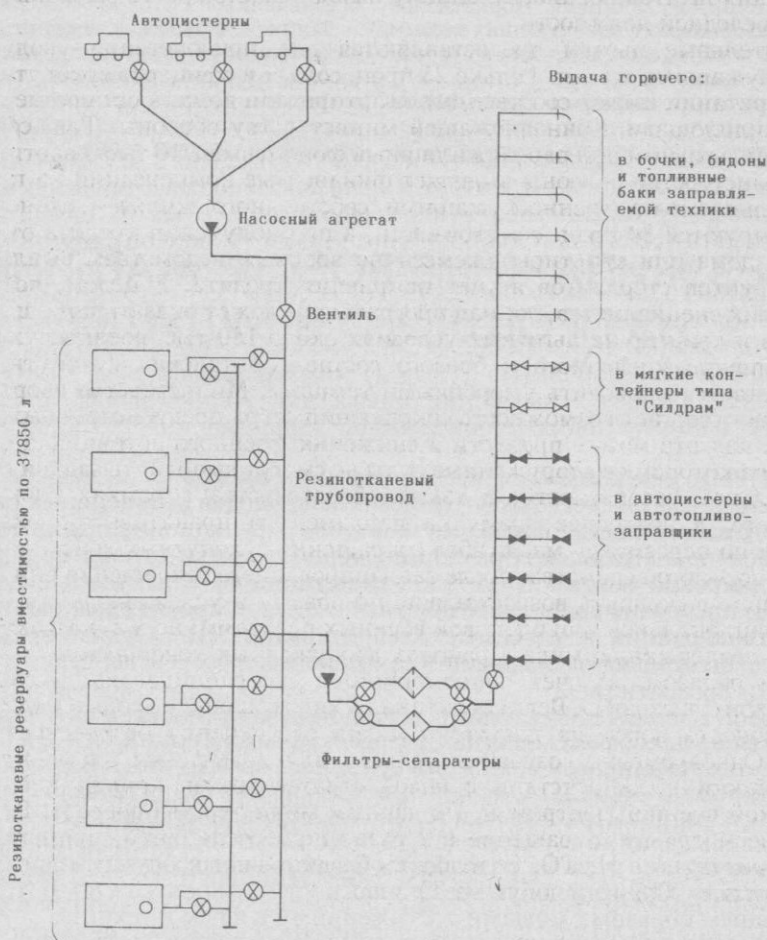 Автоцистерны
Выдача горючего:
в бочки, бидоны
и топливные
баки заправля-
емой техники
Насосный агрегат
Вентиль
в мягкие кон-
тейнеры типа
"Силдрам"
Резинотканевый
трубопровод
в автоцистерны
и автотопливо-
заправщики
Фильтры-сепараторы
Резинотканевые резервуары вместимостью по 37850 л